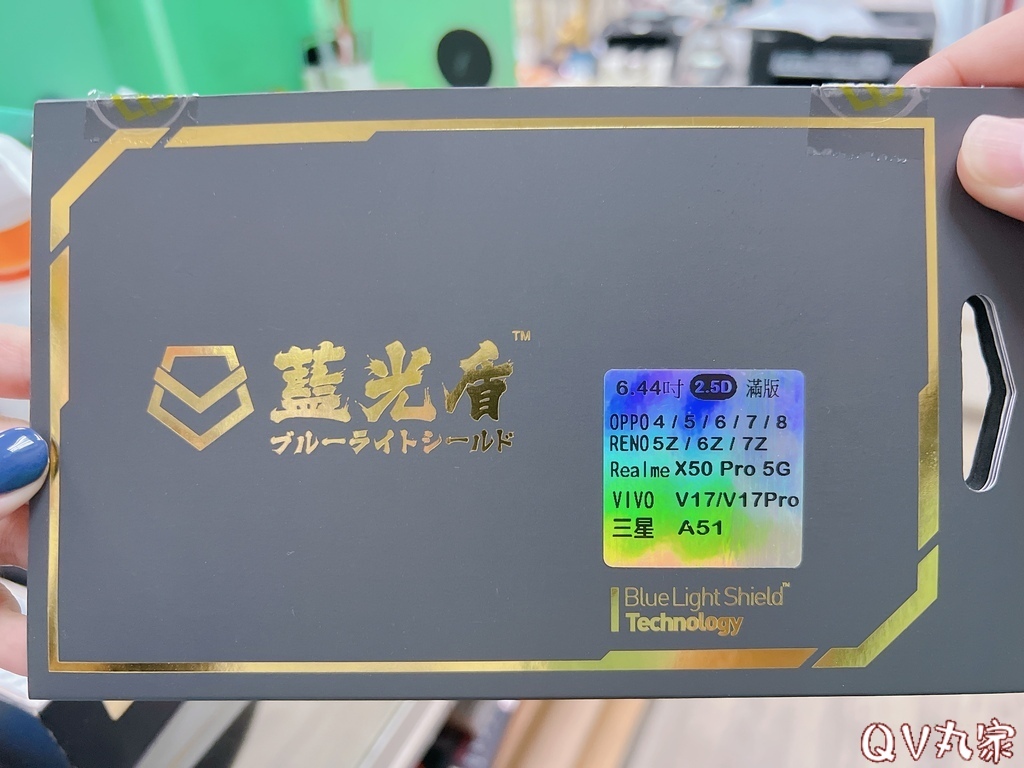 藍光盾™
ブルーライトシールド
6.44吋 2.5D 滿版
OPPO 4 / 5 / 6 / 7 / 8
RENO 5Z / 6Z / 7Z
Realme X50 Pro 5G
VIVO V17/V17Pro
三星 A51
Blue Light Shield™
Technology
QV丸家